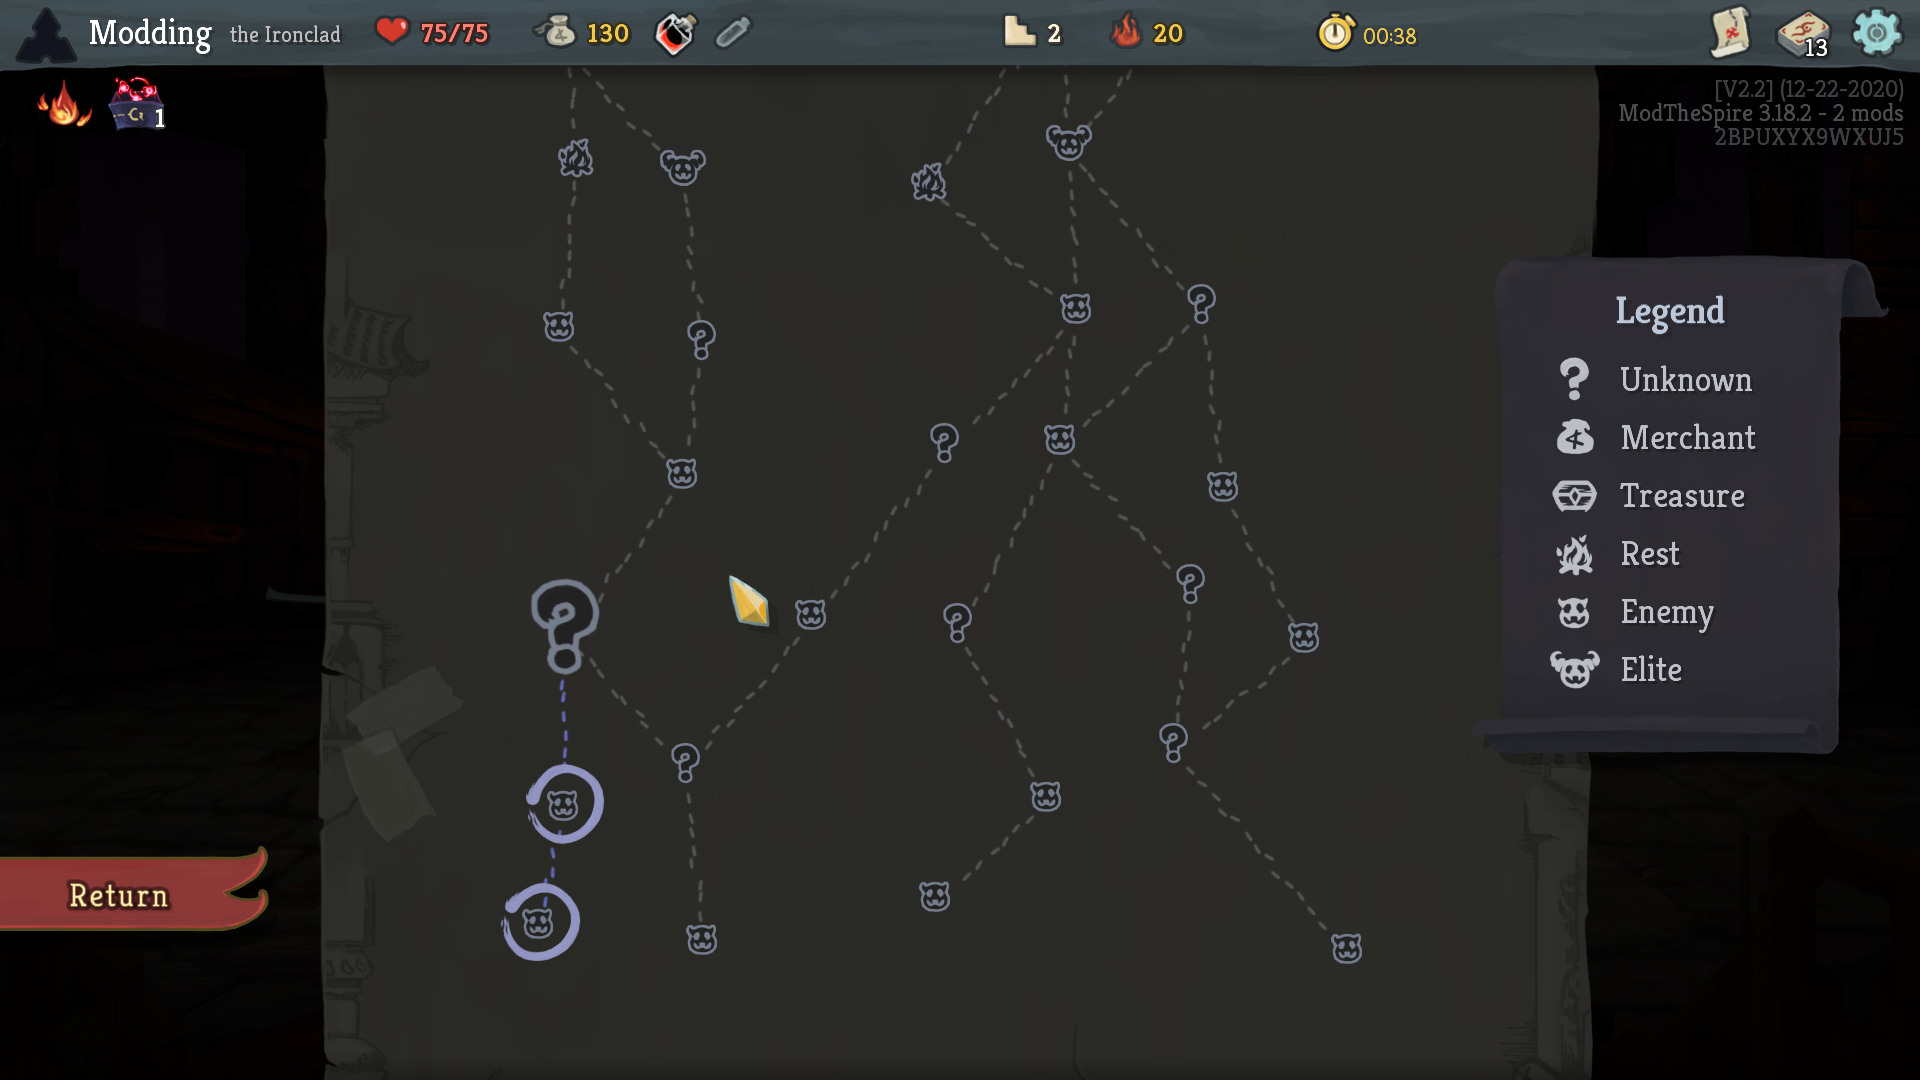 Modding the Ironclad 75/75 130 2 20 00:38 13
1
[V2.2] (12-22-2020)
ModTheSpire 3.18.2 - 2 mods
2BPUXYX9WXUJ5
Legend
Unknown
Merchant
Treasure
Rest
Enemy
Elite
Return